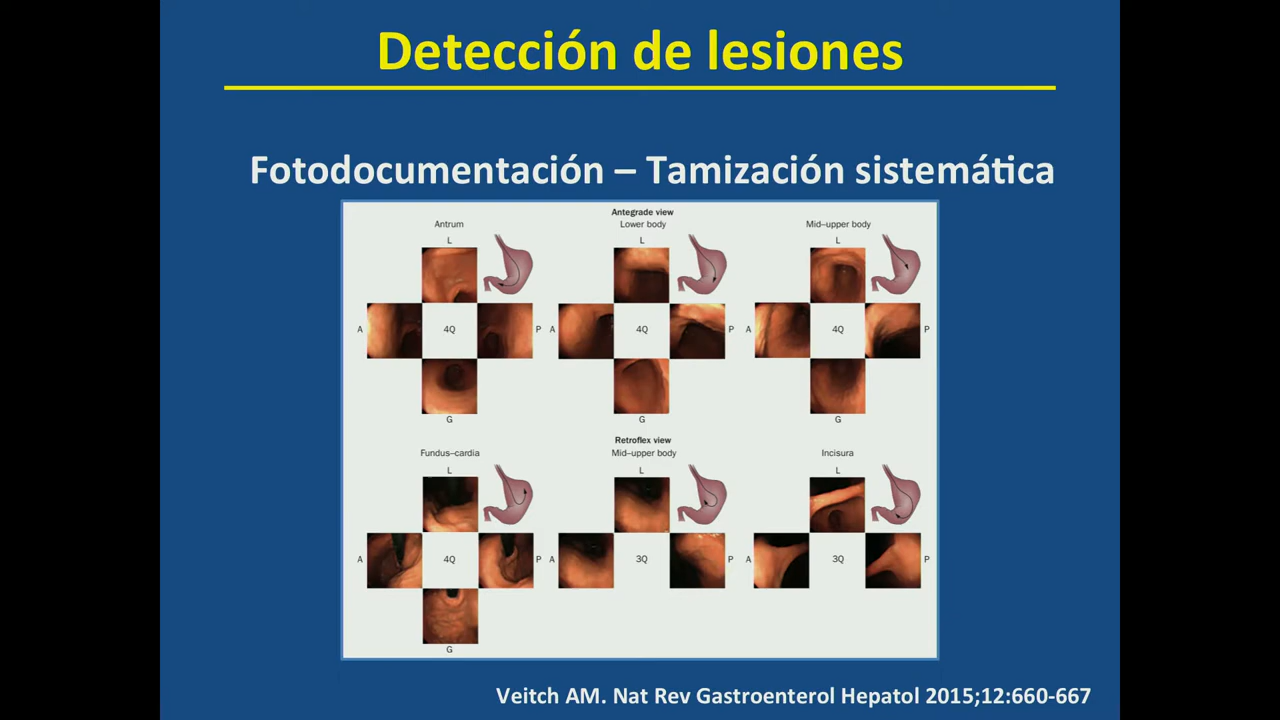 Detección de lesiones
Fotodocumentación – Tamización sistemática
Antegrade view
Antrum
Lower body
Mid–upper body
L
L
L
A
4Q
P
A
4Q
P
A
4Q
P
G
G
G
Retroflex view
Fundus–cardia
Mid–upper body
Incisura
L
L
L
A
4Q
P
A
3Q
P
A
3Q
P
G
Veitch AM. Nat Rev Gastroenterol Hepatol 2015;12:660-667